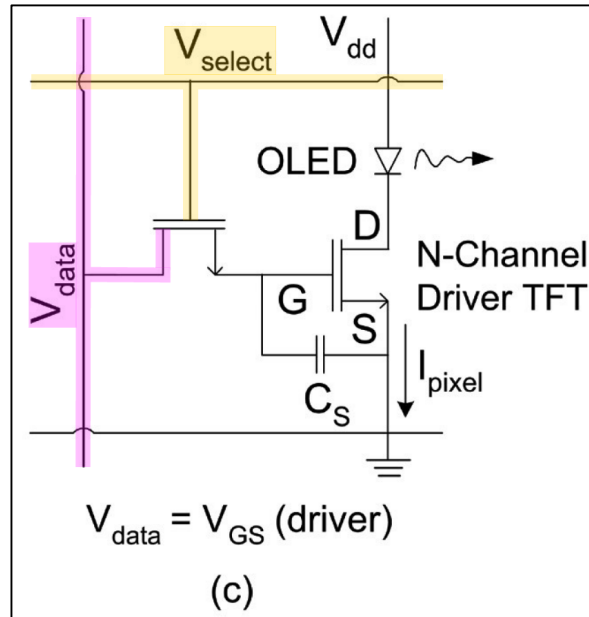 V_select
V_dd
OLED
V_data
D
G
S
N-Channel
Driver TFT
C_S
I_pixel
V_data = V_GS (driver)
(c)